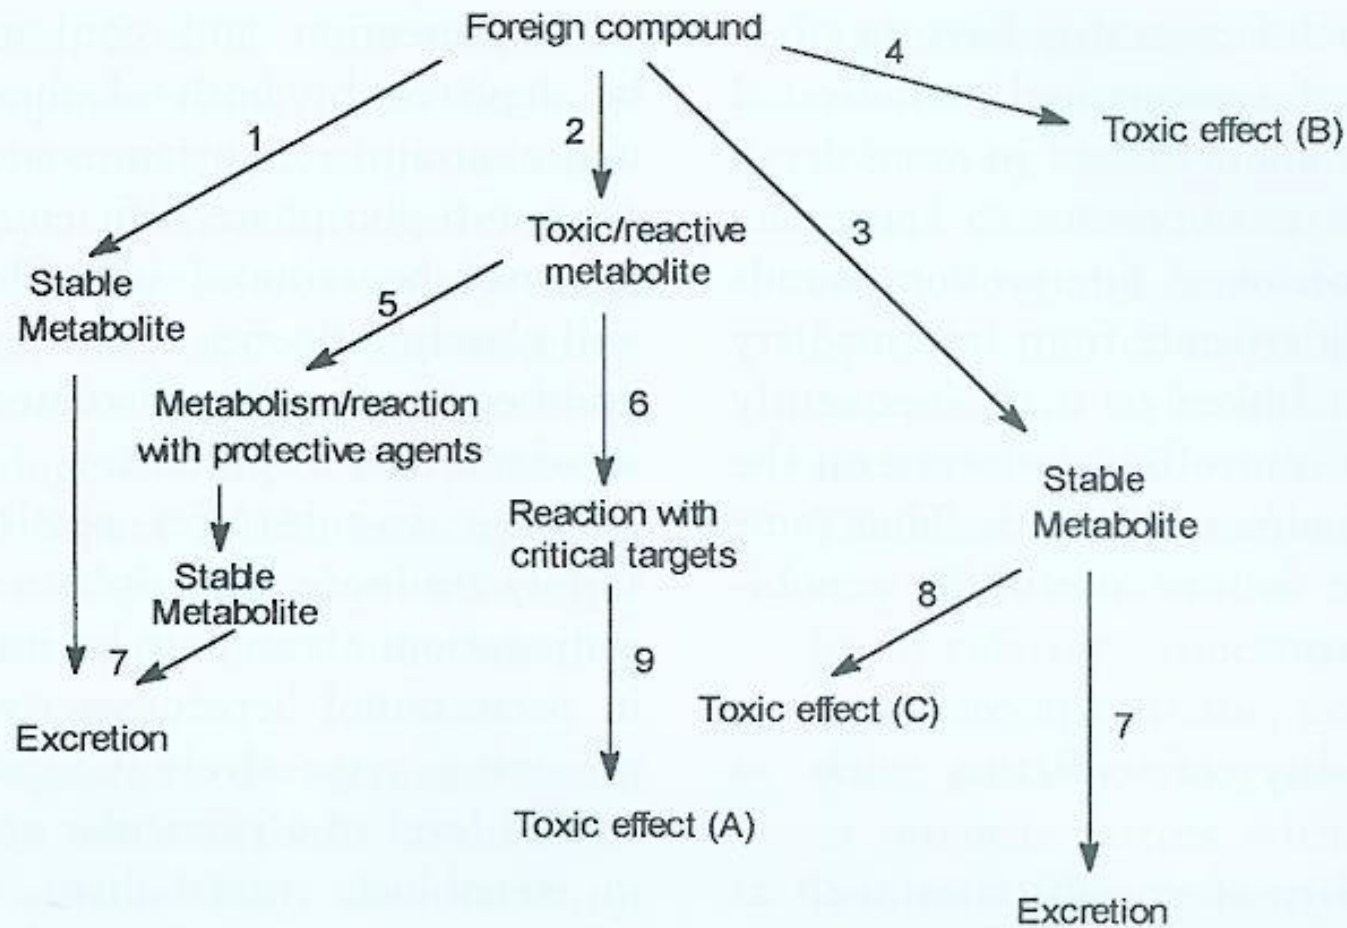 Foreign compound
4
1
2
Toxic effect (B)
Toxic/reactive
metabolite
3
Stable
Metabolite
5
Metabolism/reaction
with protective agents
6
Stable
Metabolite
Reaction with
critical targets
Stable
Metabolite
8
7
9
Toxic effect (C)
7
Excretion
Toxic effect (A)
Excretion